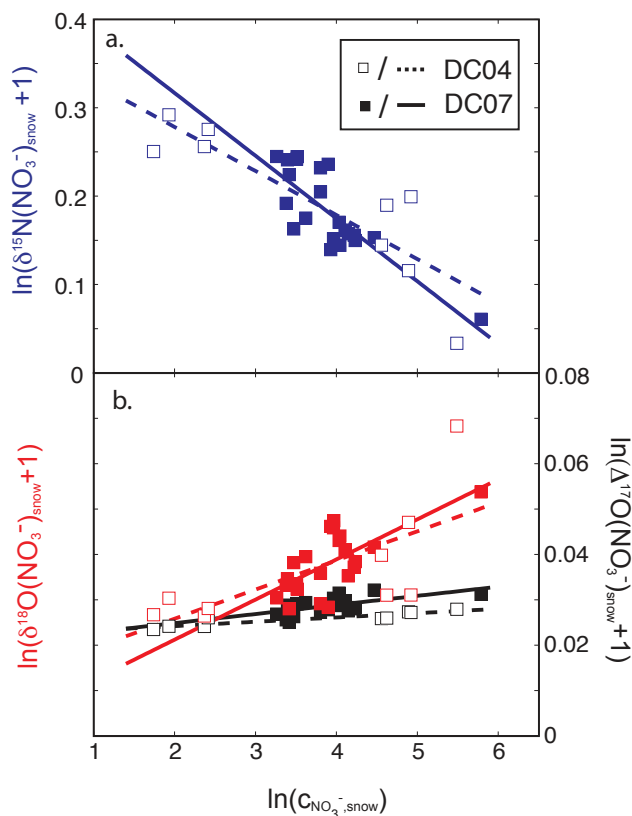 a.
0.4
0.3
0.2
0.1
0
ln(δ¹⁵N(NO₃⁻)snow +1)
□ / ┅ DC04
■ / — DC07
b.
0.08
0.06
0.04
0.02
0
ln(δ¹⁸O(NO₃⁻)snow+1)
ln(Δ¹⁷O(NO₃⁻)snow+1)
1 2 3 4 5 6
ln(cNO₃⁻,snow)